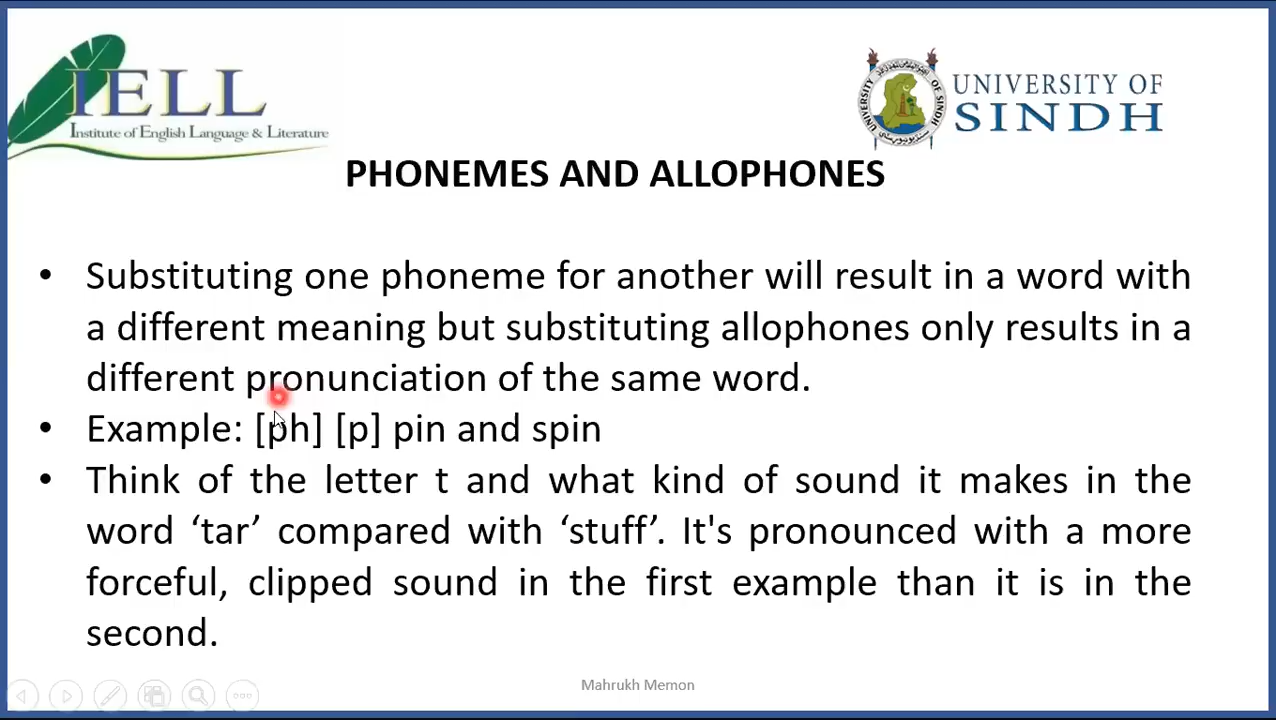 IELL
Institute of English Language & Literature
UNIVERSITY OF
SINDH
UNIVERSITY OF SINDH
PHONEMES AND ALLOPHONES
• Substituting one phoneme for another will result in a word with
a different meaning but substituting allophones only results in a
different pronunciation of the same word.
• Example: [ph] [p] pin and spin
• Think of the letter t and what kind of sound it makes in the
word ‘tar’ compared with ‘stuff’. It's pronounced with a more
forceful, clipped sound in the first example than it is in the
second.
Mahrukh Memon